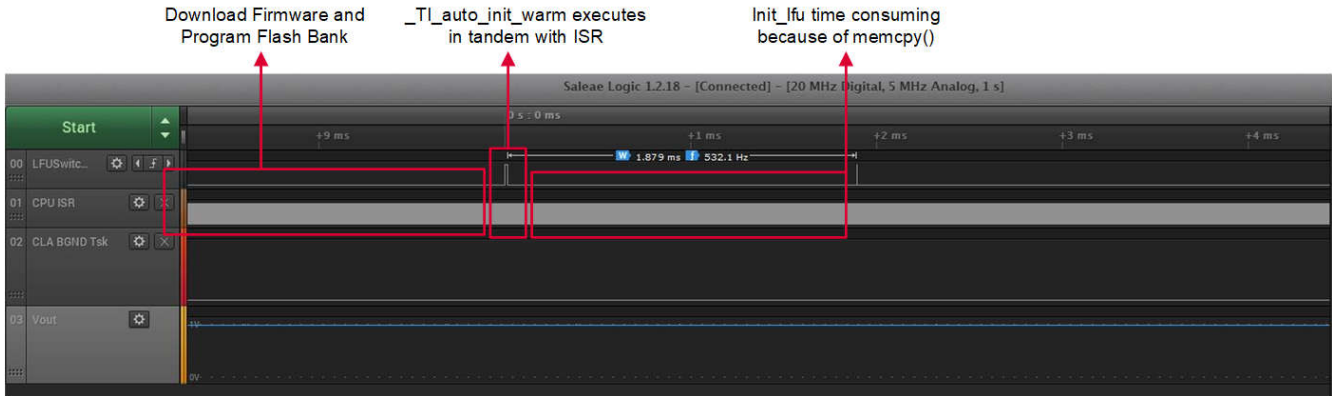 Download Firmware and
Program Flash Bank
_TI_auto_init_warm executes
in tandem with ISR
Init_lfu time consuming
because of memcpy()
Saleae Logic 1.2.18 - [Connected] - [20 MHz Digital, 5 MHz Analog, 1 s]
Start
0 s : 0 ms
+9 ms
+1 ms
+2 ms
+3 ms
+4 ms
00 LFUSwitc...
W 1.879 ms f 532.1 Hz
01 CPU ISR
02 CLA BGND Tsk
03 Vout
1V
0V